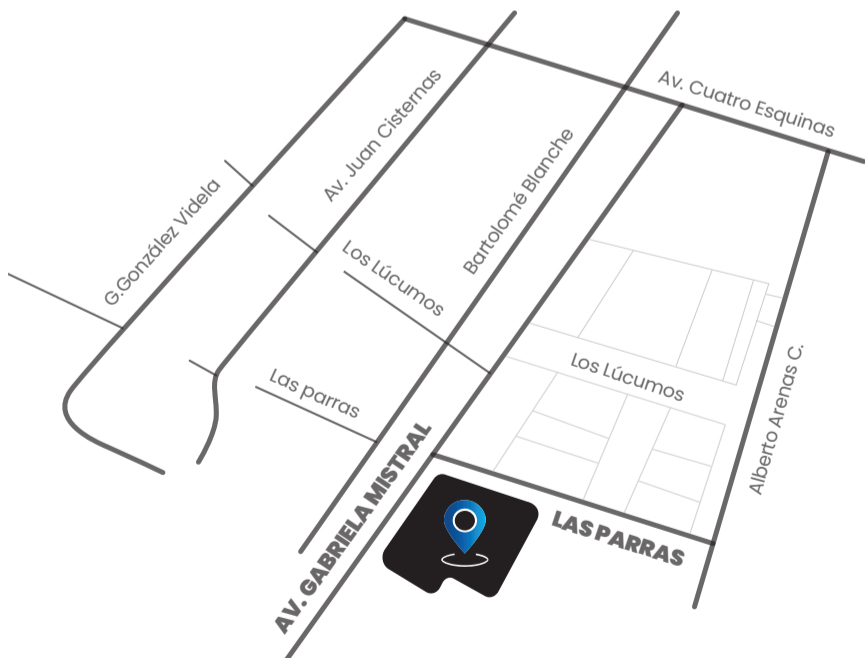 Av. Cuatro Esquinas
Av. Juan Cisternas
Bartolomé Blanche
G.González Videla
Los Lúcumos
Los Lúcumos
Las parras
Alberto Arenas C.
AV. GABRIELA MISTRAL
LAS PARRAS